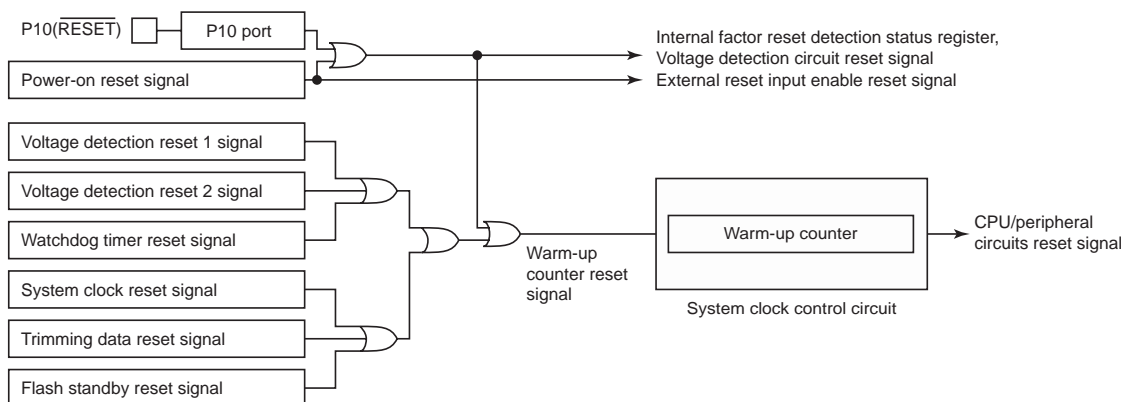 P10(RESET)
P10 port
Internal factor reset detection status register,
Voltage detection circuit reset signal
Power-on reset signal
External reset input enable reset signal
Voltage detection reset 1 signal
Voltage detection reset 2 signal
Watchdog timer reset signal
System clock reset signal
Trimming data reset signal
Flash standby reset signal
Warm-up
counter reset
signal
Warm-up counter
System clock control circuit
CPU/peripheral
circuits reset signal